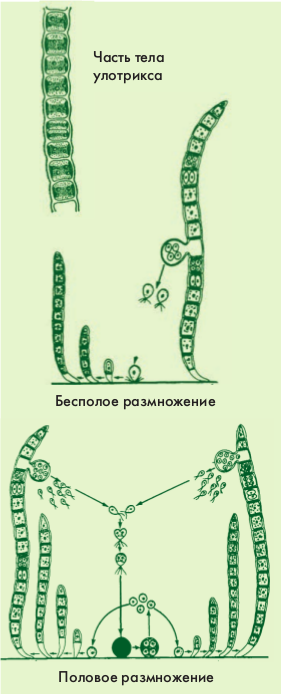 Часть тела
улотрикса
Бесполое размножение
Половое размножение